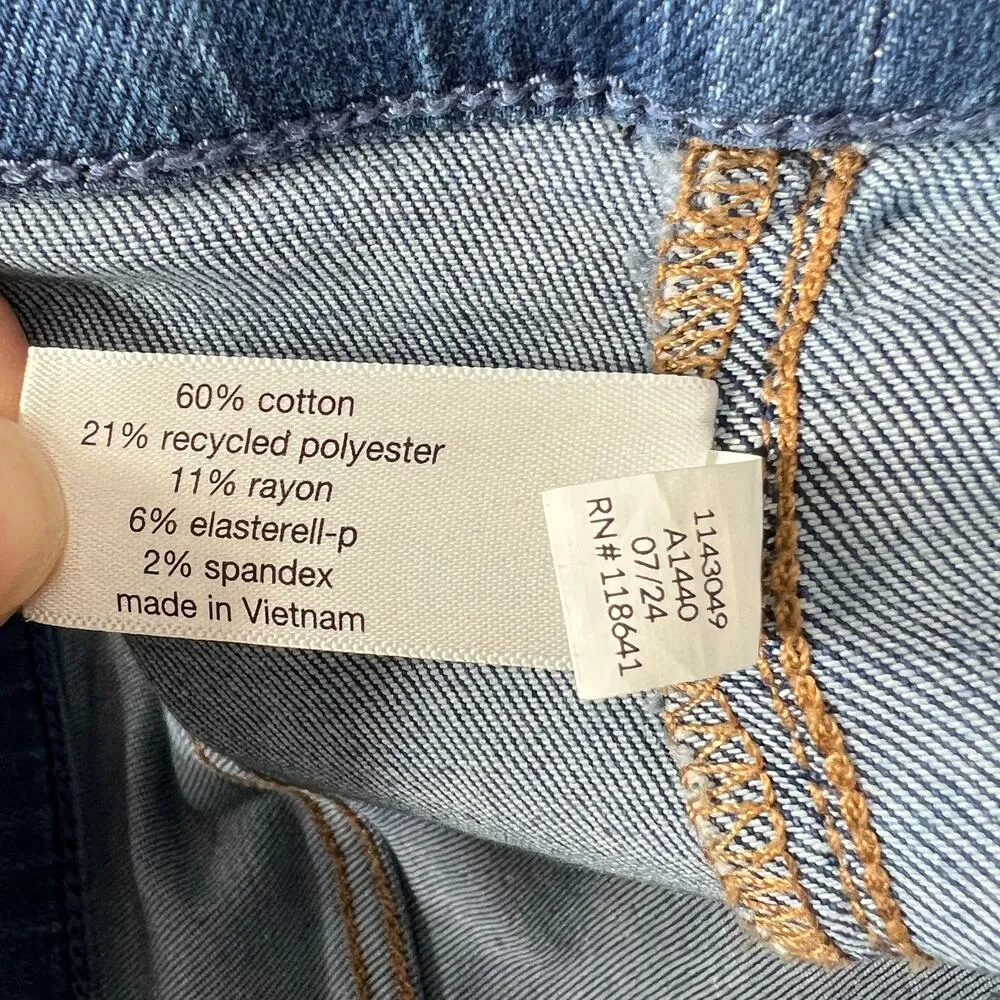 60% cotton
21% recycled polyester
11% rayon
6% elasterell-p
2% spandex
made in Vietnam
1143049
A1440
07/24
RN#118641